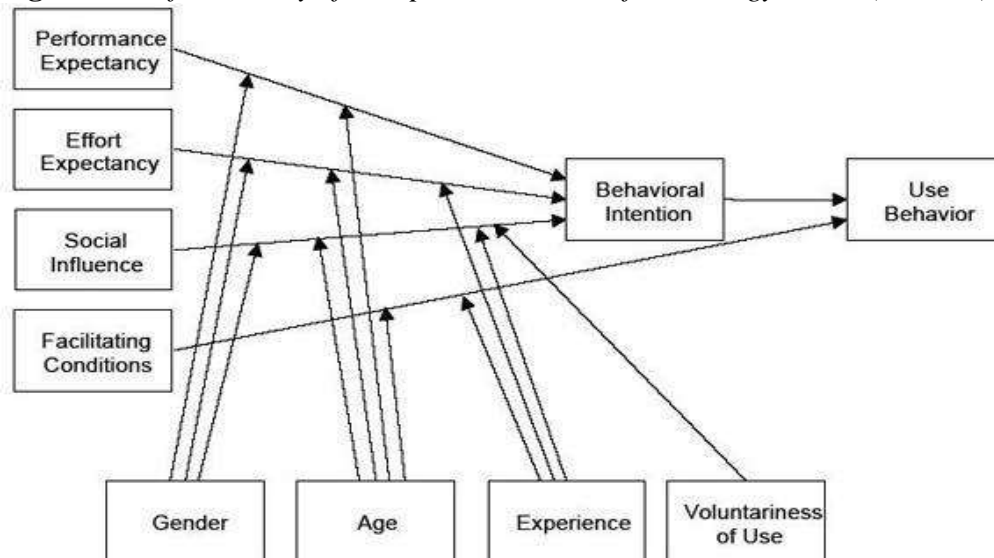 Performance
Expectancy
Effort
Expectancy
Social
Influence
Facilitating
Conditions
Behavioral
Intention
Use
Behavior
Gender
Age
Experience
Voluntariness
of Use